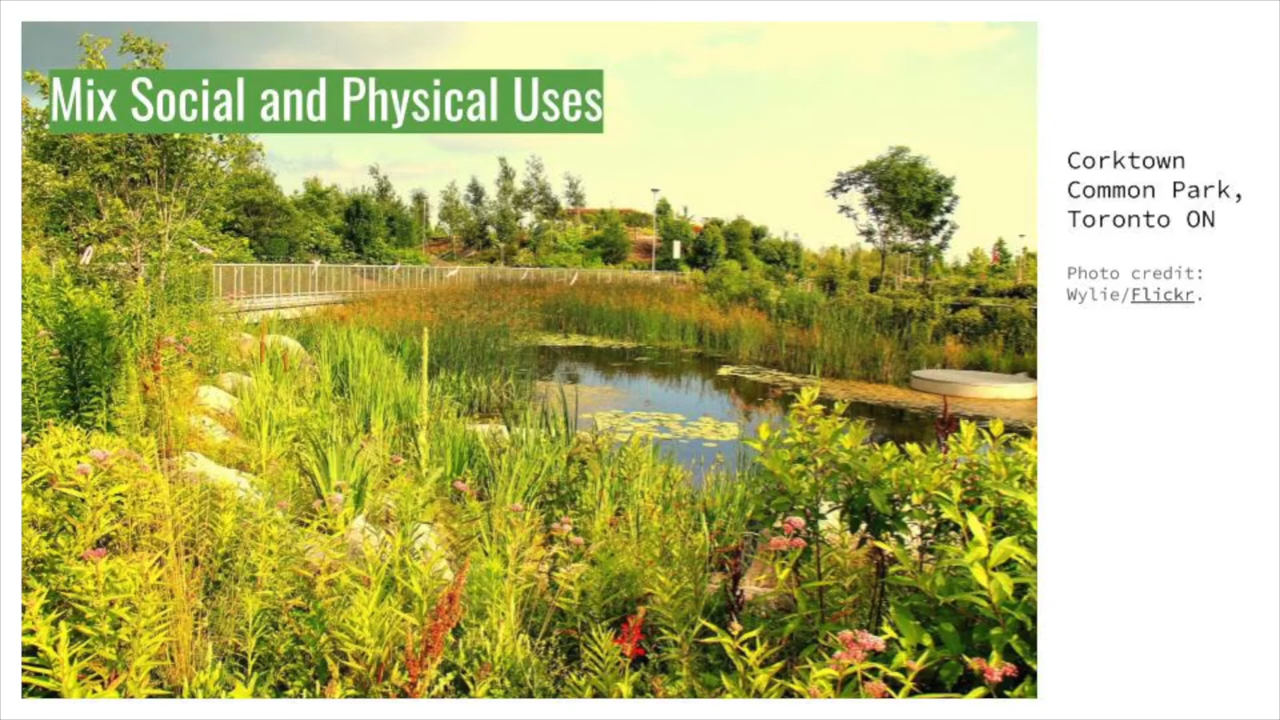 Mix Social and Physical Uses
Corktown
Common Park,
Toronto ON
Photo credit:
Wylie/Flickr.